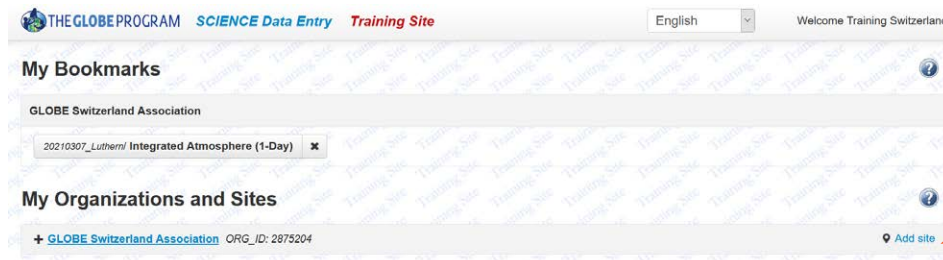 THE GLOBE PROGRAM SCIENCE Data Entry Training Site English Welcome Training Switzerland
My Bookmarks ?
GLOBE Switzerland Association
20210307_Luthern/ Integrated Atmosphere (1-Day) ×
My Organizations and Sites ?
+ GLOBE Switzerland Association ORG_ID: 2875204 Add site